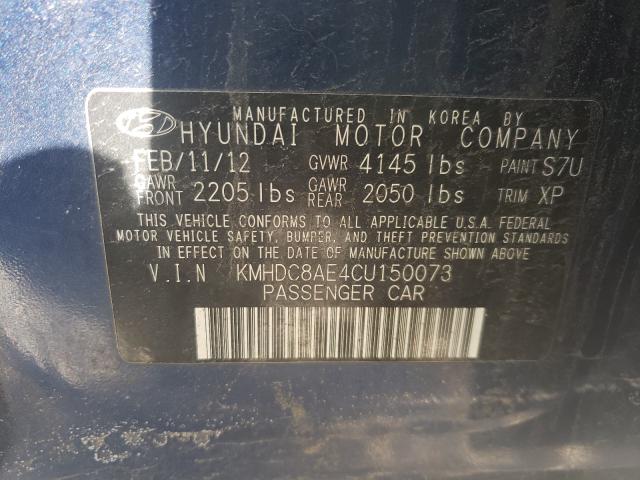 MANUFACTURED IN KOREA BY
HYUNDAI MOTOR COMPANY
FEB/11/12 GVWR 4145 lbs PAINT S7U
GAWR FRONT 2205 lbs GAWR REAR 2050 lbs TRIM XP
THIS VEHICLE CONFORMS TO ALL APPLICABLE U.S.A. FEDERAL
MOTOR VEHICLE SAFETY, BUMPER, AND THEFT PREVENTION STANDARDS
IN EFFECT ON THE DATE OF MANUFACTURE SHOWN ABOVE
V.I.N KMHDC8AE4CU150073
PASSENGER CAR